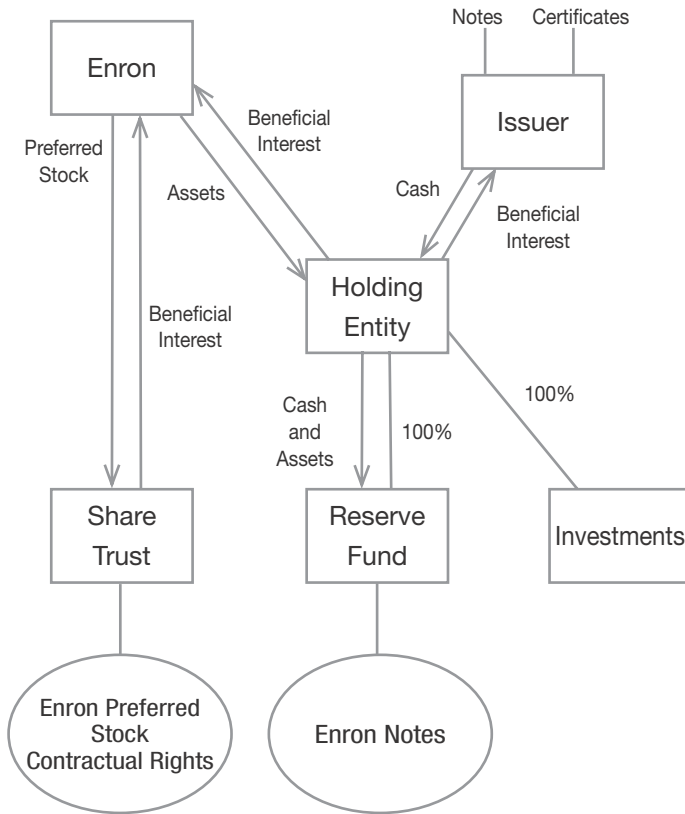 Notes
Certificates
Enron
Issuer
Beneficial
Interest
Preferred
Stock
Assets
Cash
Beneficial
Interest
Holding
Entity
Beneficial
Interest
Cash
and
Assets
100%
100%
Share
Trust
Reserve
Fund
Investments
Enron Preferred
Stock
Contractual Rights
Enron Notes